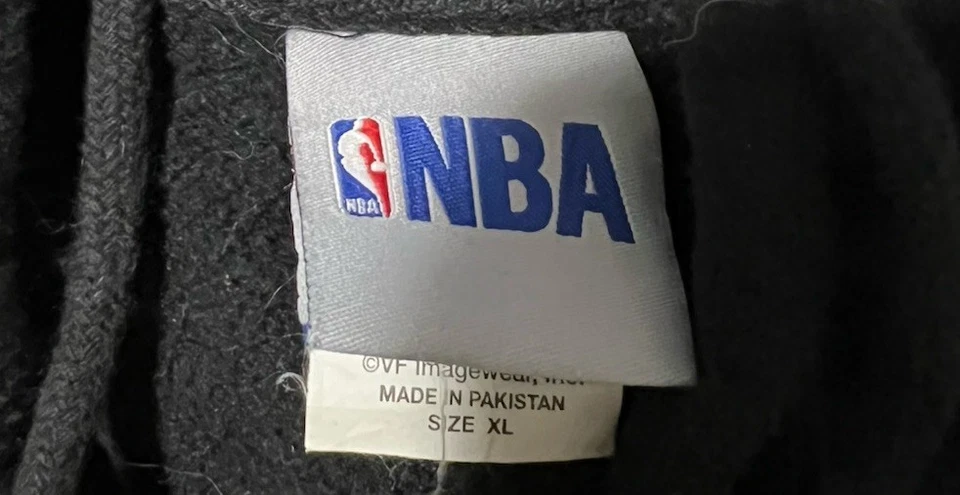 NBA
NBA
©VF Imagewear, Inc.
MADE IN PAKISTAN
SIZE XL